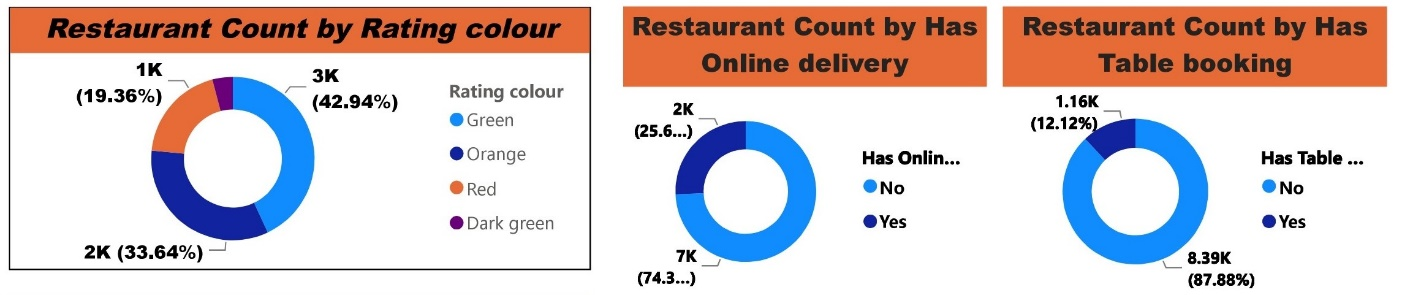 Restaurant Count by Rating colour
1K
(19.36%)
3K
(42.94%)
2K (33.64%)
Rating colour
Green
Orange
Red
Dark green
Restaurant Count by Has
Online delivery
2K
(25.6...)
7K
(74.3...)
Has Onlin...
No
Yes
Restaurant Count by Has
Table booking
1.16K
(12.12%)
8.39K
(87.88%)
Has Table ...
No
Yes